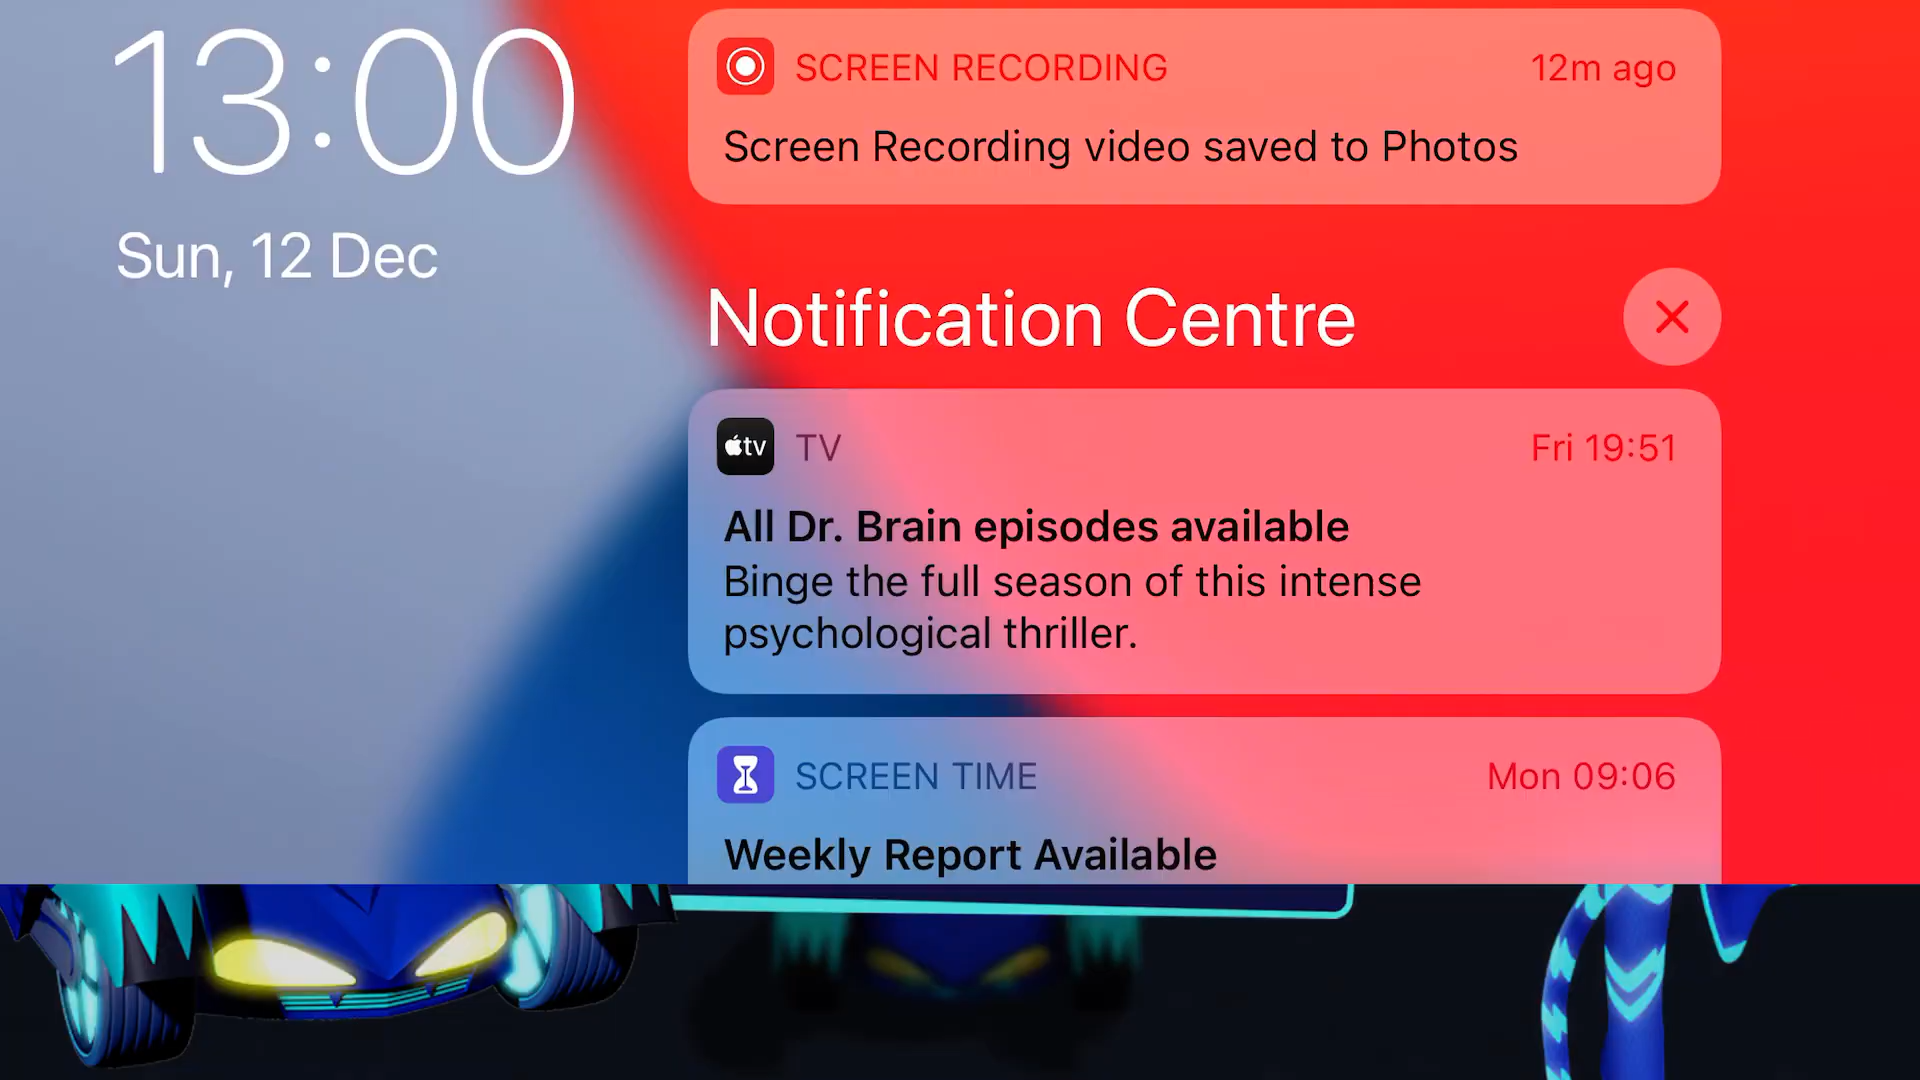 13:00
Sun, 12 Dec
SCREEN RECORDING
12m ago
Screen Recording video saved to Photos
Notification Centre
tv
TV
Fri 19:51
All Dr. Brain episodes available
Binge the full season of this intense
psychological thriller.
SCREEN TIME
Mon 09:06
Weekly Report Available